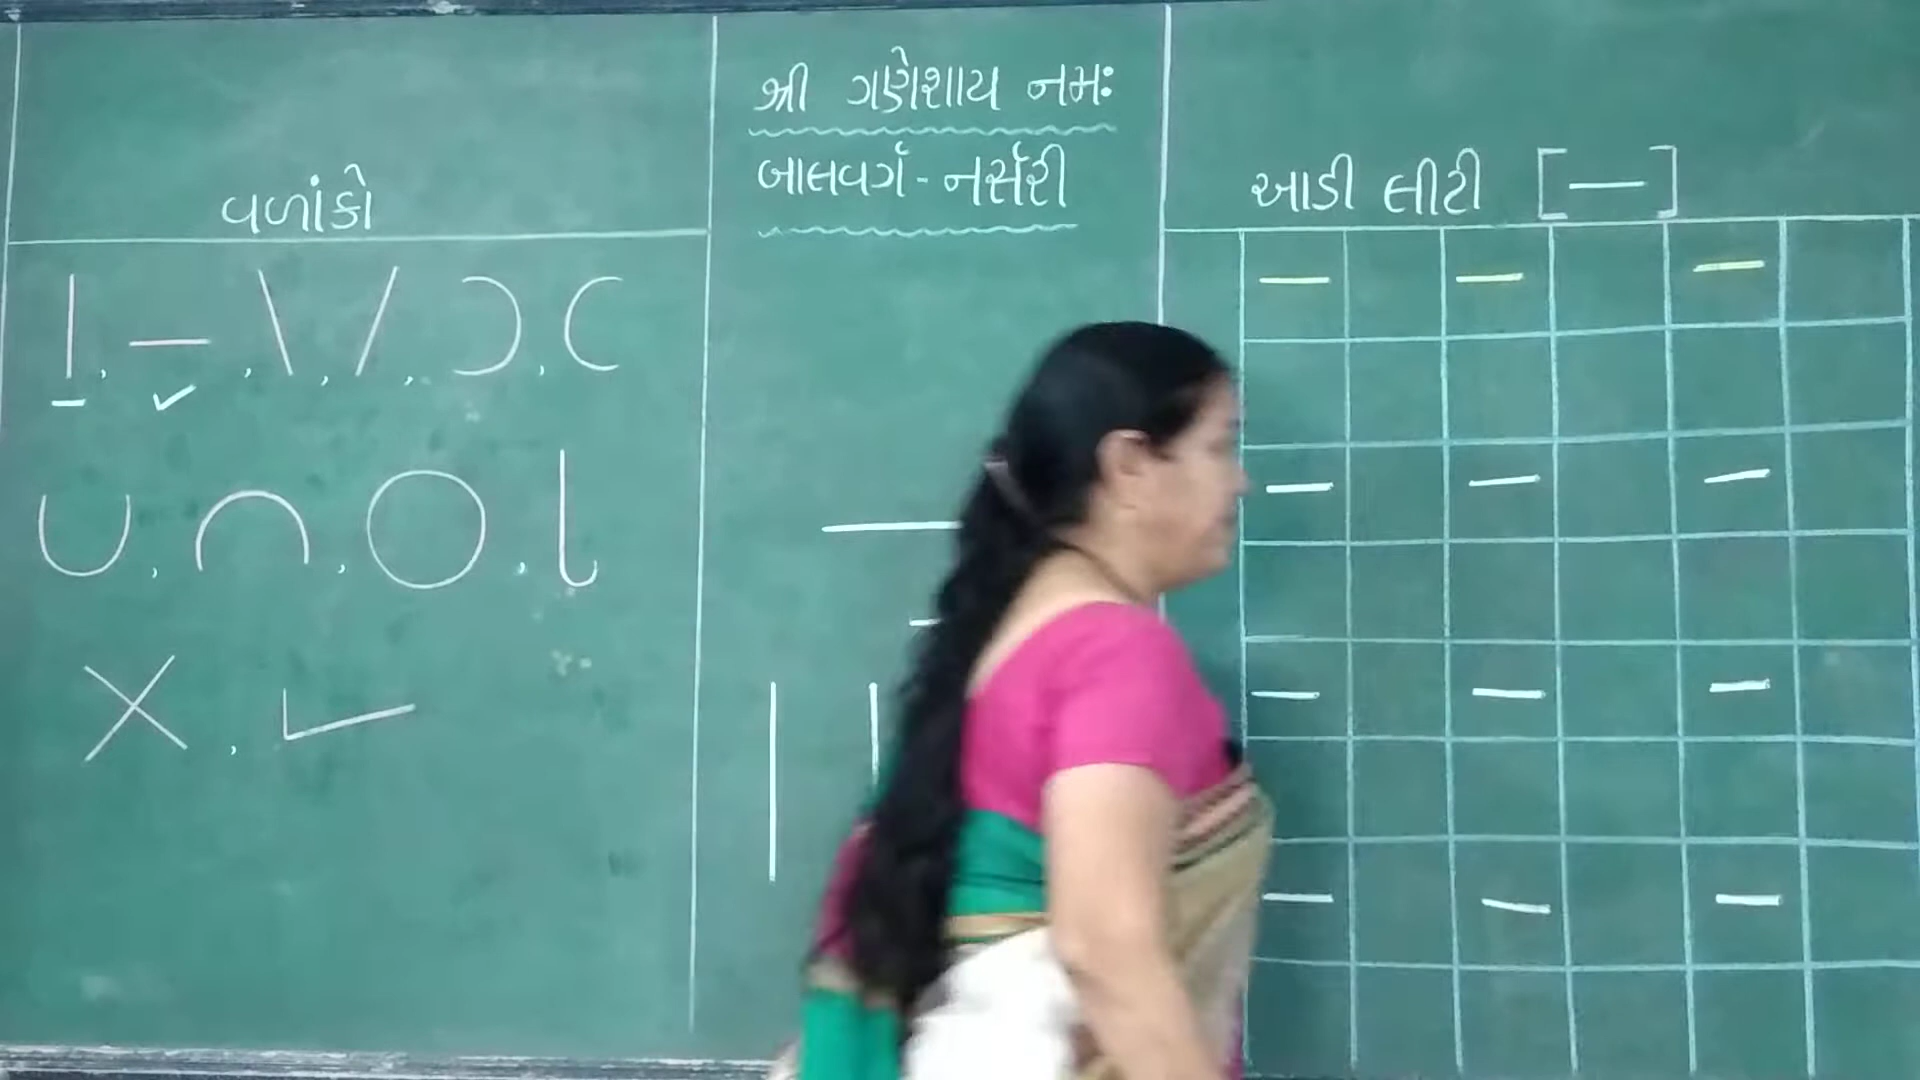 શ્રી ગણેશાય નમઃ
બાલવર્ગ - નર્સરી
વળાંકો
| , — , \ , / , Ɔ , C
U , ∩ , O , l
X , ✓
આડી લીટી [—]